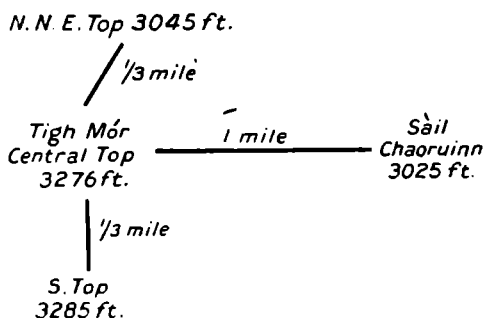 N. N. E. Top 3045 ft.
1/3 mile
Tigh Mór
Central Top
3276 ft.
1 mile
Sàil
Chaoruinn
3025 ft.
1/3 mile
S. Top
3285 ft.